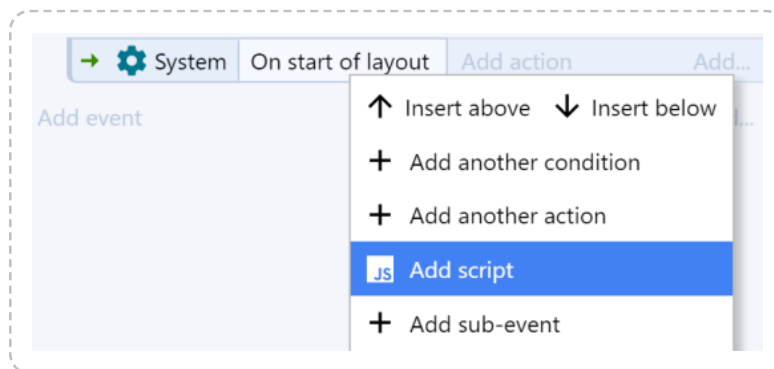 System On start of layout Add action Add...
Add event
Insert above Insert below
Add another condition
Add another action
JS Add script
Add sub-event